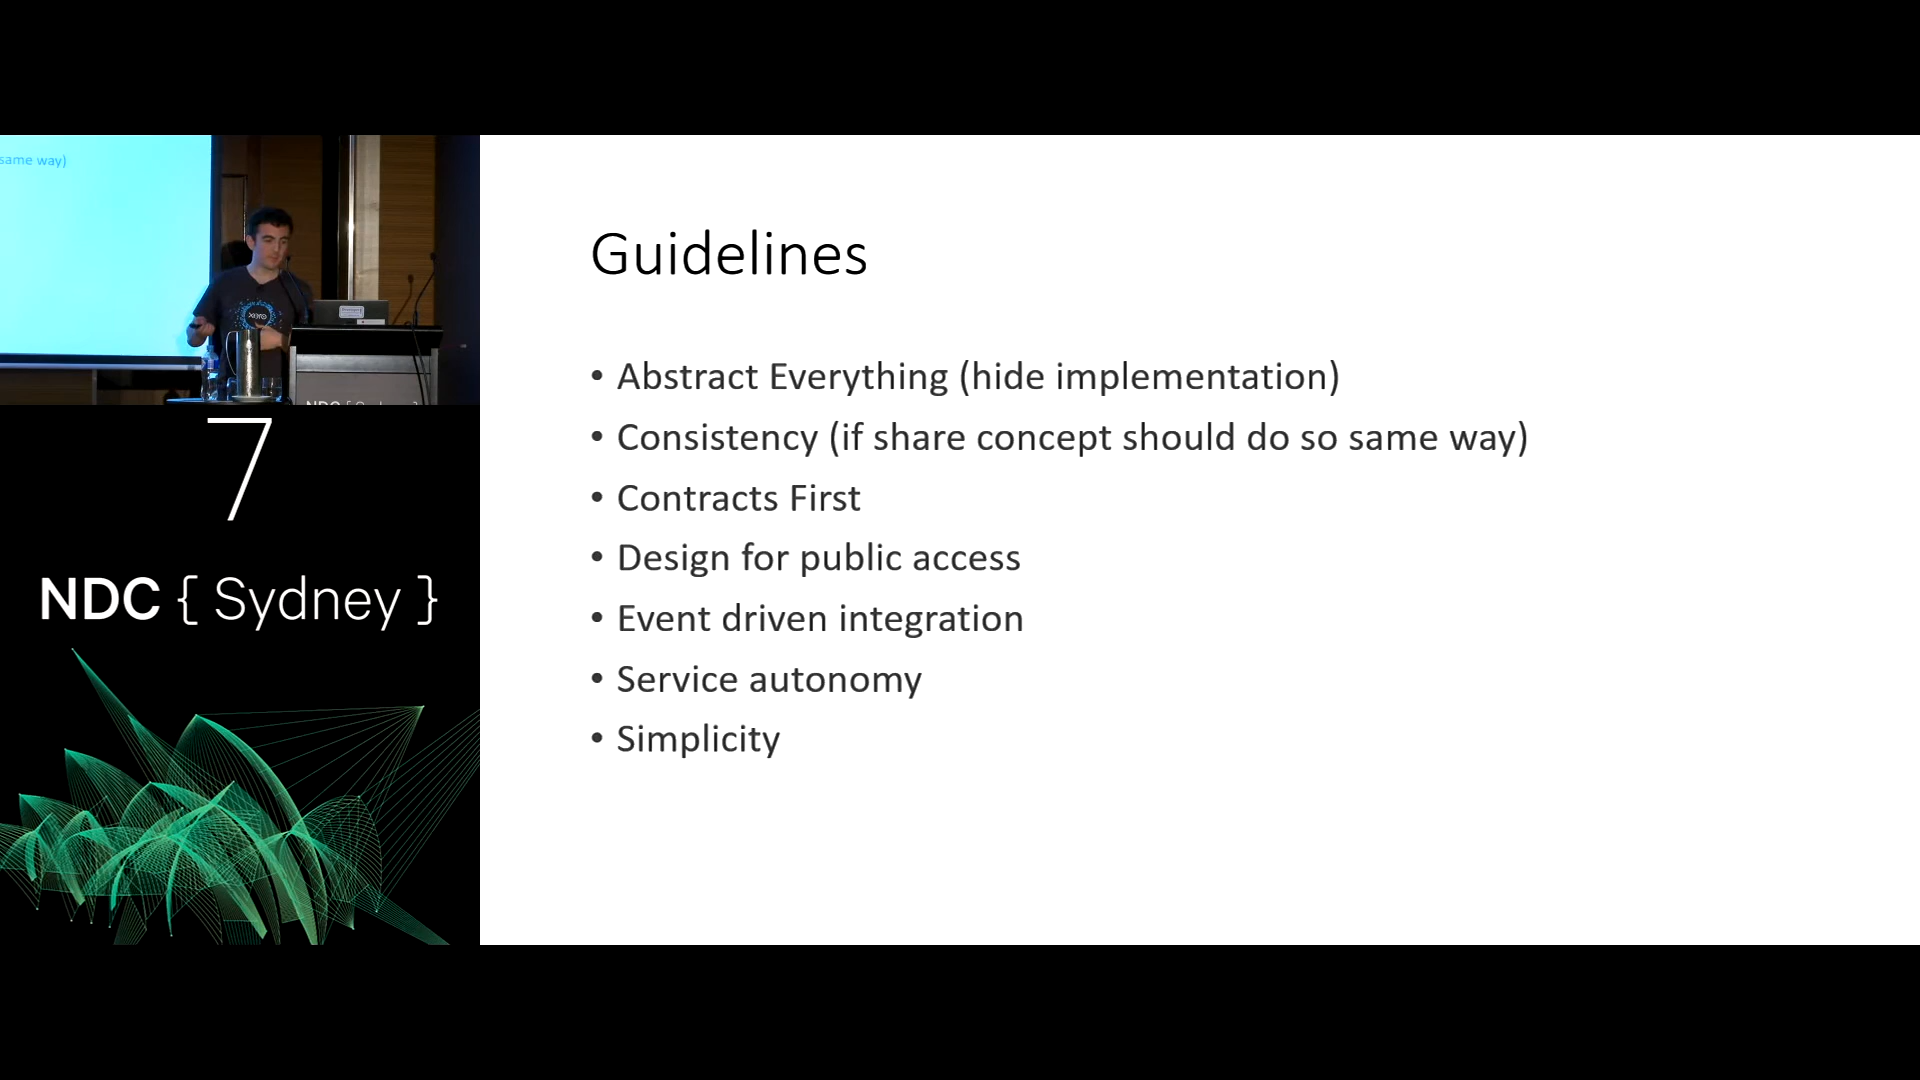 same way)
xero
7
NDC { Sydney }
Guidelines
• Abstract Everything (hide implementation)
• Consistency (if share concept should do so same way)
• Contracts First
• Design for public access
• Event driven integration
• Service autonomy
• Simplicity